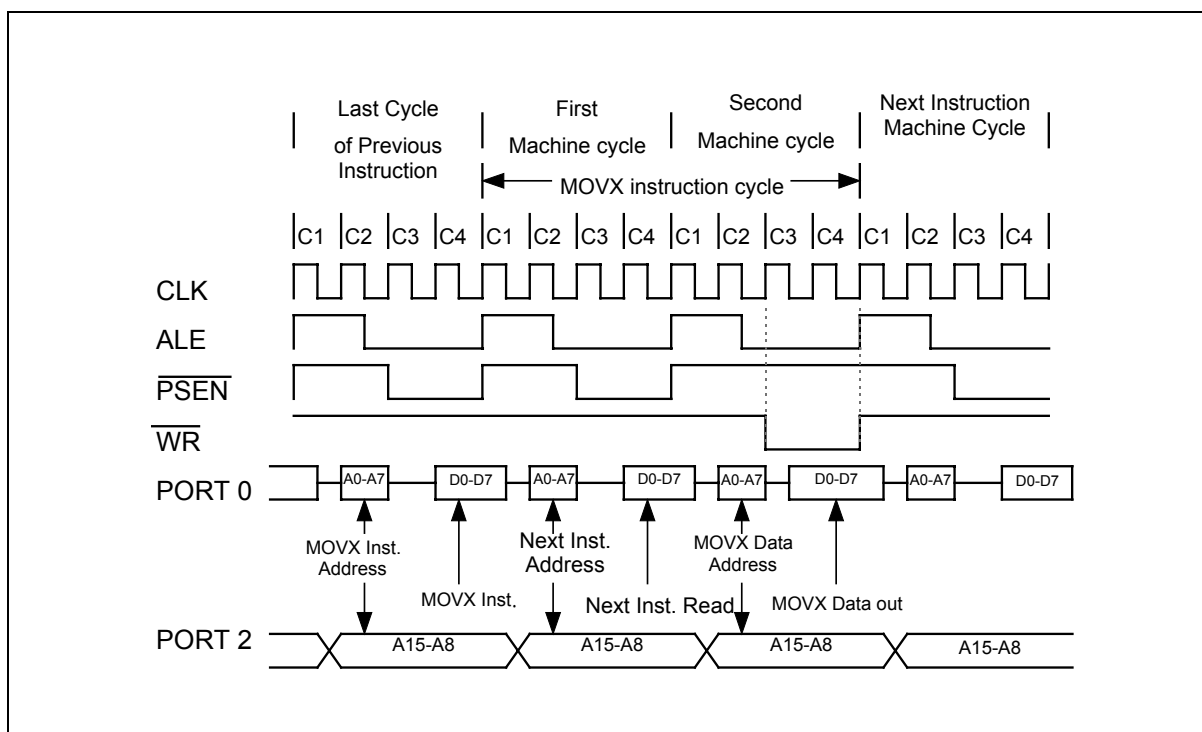 Last Cycle
of Previous
Instruction
First
Machine cycle
Second
Machine cycle
Next Instruction
Machine Cycle
MOVX instruction cycle
C1 C2 C3 C4 C1 C2 C3 C4 C1 C2 C3 C4 C1 C2 C3 C4
CLK
ALE
PSEN
WR
PORT 0
A0-A7 D0-D7 A0-A7 D0-D7 A0-A7 D0-D7 A0-A7 D0-D7
MOVX Inst.
Address
MOVX Inst.
Next Inst.
Address
Next Inst. Read
MOVX Data
Address
MOVX Data out
PORT 2
A15-A8 A15-A8 A15-A8 A15-A8